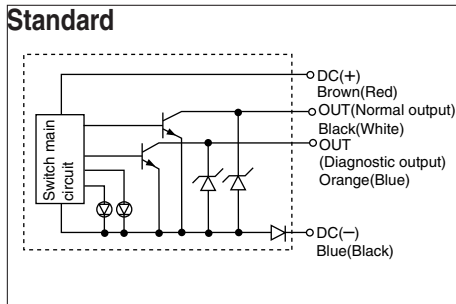 Standard
Switch main
circuit
DC(+)
Brown(Red)
OUT(Normal output)
Black(White)
OUT
(Diagnostic output)
Orange(Blue)
DC(−)
Blue(Black)